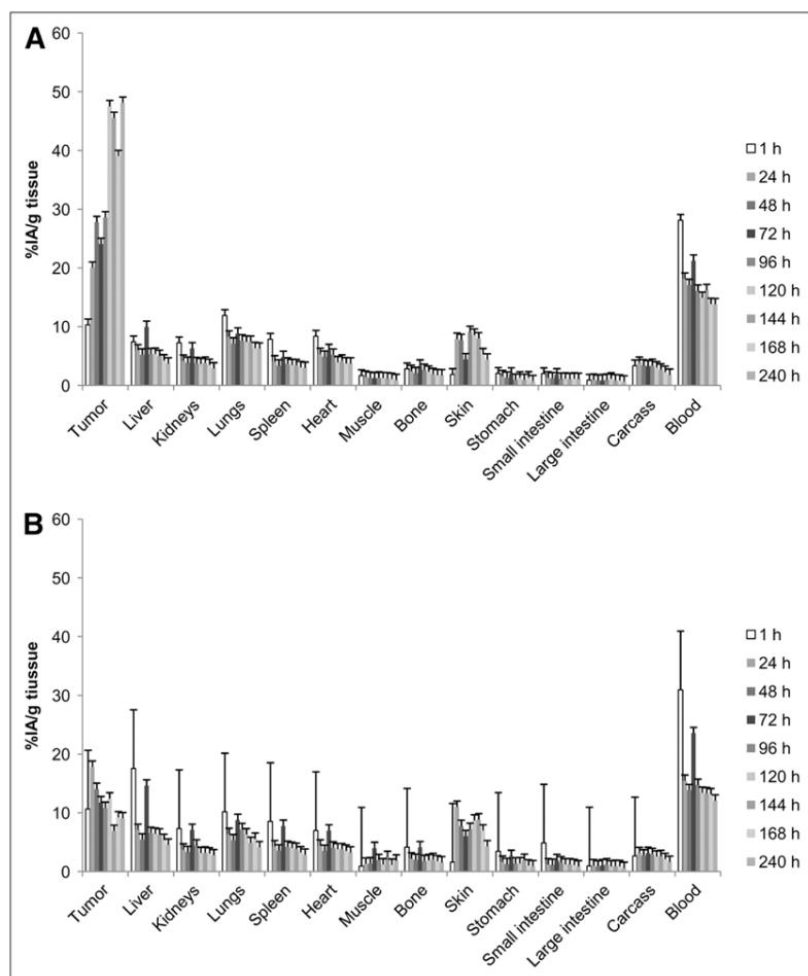 A
60
50
40
30
20
10
0
%IA/g tissue
Tumor
Liver
Kidneys
Lungs
Spleen
Heart
Muscle
Bone
Skin
Stomach
Small intestine
Large intestine
Carcass
Blood
1 h
24 h
48 h
72 h
96 h
120 h
144 h
168 h
240 h
B
60
50
40
30
20
10
0
%IA/g tiussue
Tumor
Liver
Kidneys
Lungs
Spleen
Heart
Muscle
Bone
Skin
Stomach
Small intestine
Large intestine
Carcass
Blood
1 h
24 h
48 h
72 h
96 h
120 h
144 h
168 h
240 h